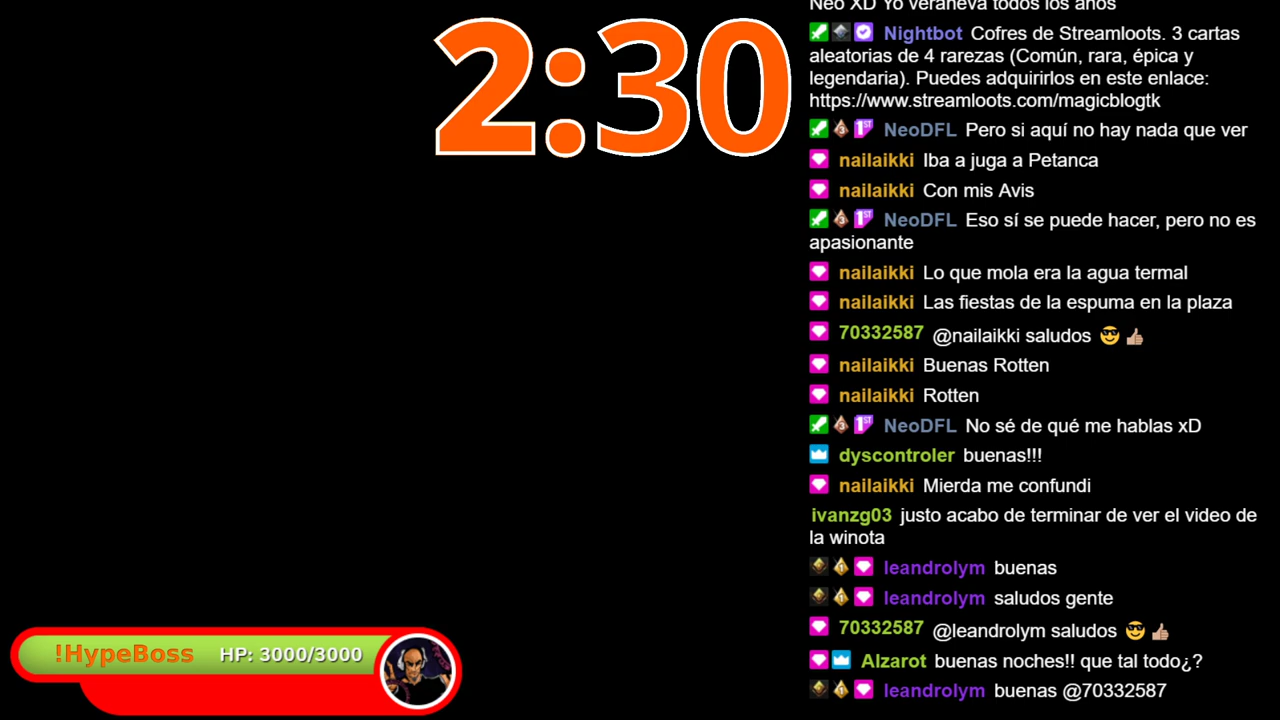 2:30
Neo XD Yo veraneva todos los años
Nightbot Cofres de Streamloots. 3 cartas
aleatorias de 4 rarezas (Común, rara, épica y
legendaria). Puedes adquirirlos en este enlace:
https://www.streamloots.com/magicblogtk
NeoDFL Pero si aquí no hay nada que ver
nailaikki Iba a juga a Petanca
nailaikki Con mis Avis
NeoDFL Eso sí se puede hacer, pero no es
apasionante
nailaikki Lo que mola era la agua termal
nailaikki Las fiestas de la espuma en la plaza
70332587 @nailaikki saludos 😎👍🏼
nailaikki Buenas Rotten
nailaikki Rotten
NeoDFL No sé de qué me hablas xD
dyscontroler buenas!!!
nailaikki Mierda me confundi
ivanzg03 justo acabo de terminar de ver el video de
la winota
leandrolym buenas
leandrolym saludos gente
70332587 @leandrolym saludos 😎👍🏼
Alzarot buenas noches!! que tal todo¿?
leandrolym buenas @70332587
!HypeBoss HP: 3000/3000